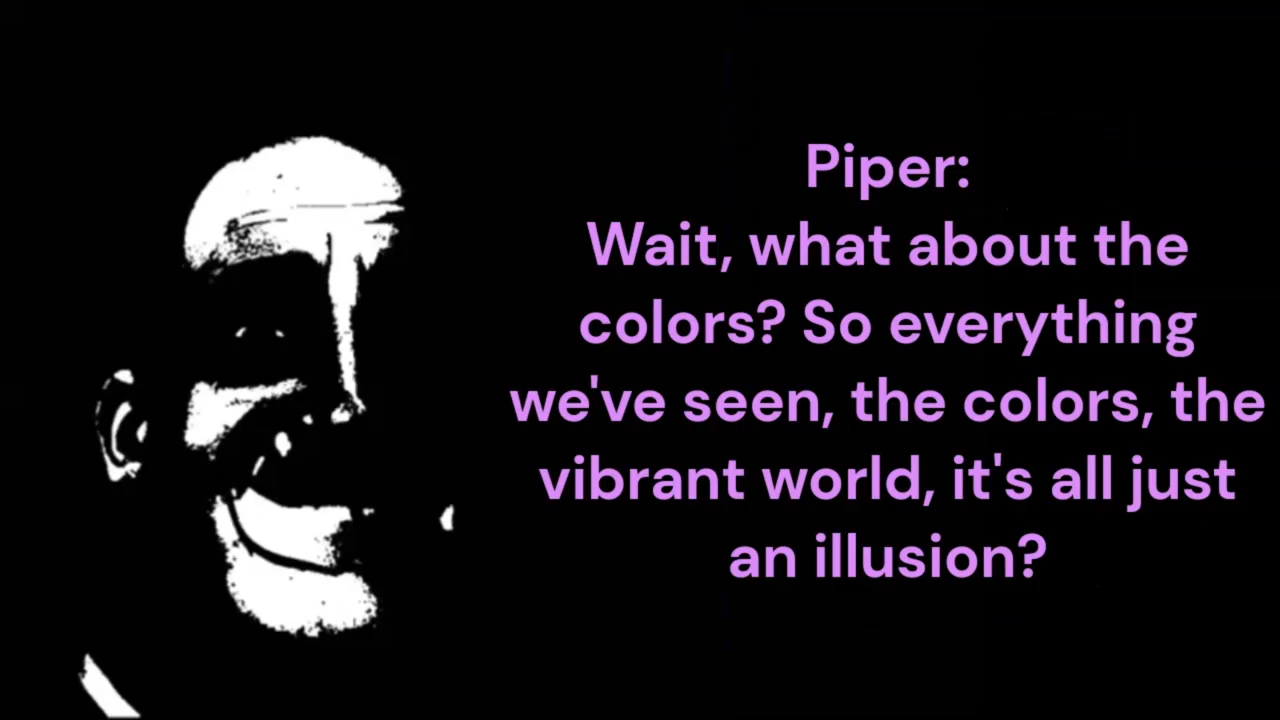 Piper:
Wait, what about the
colors? So everything
we've seen, the colors, the
vibrant world, it's all just
an illusion?